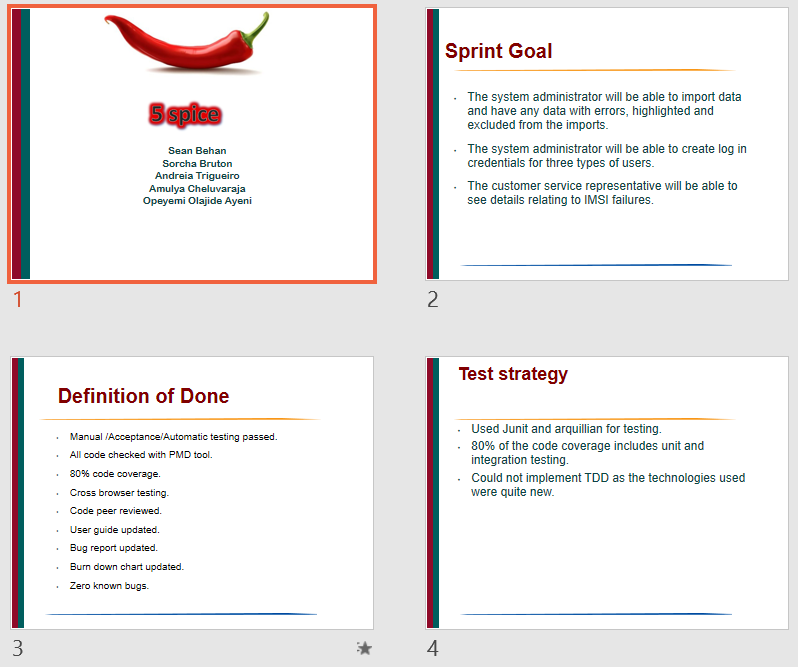 5 spice
Sean Behan
Sorcha Bruton
Andreia Trigueiro
Amulya Cheluvaraja
Opeyemi Olajide Ayeni
1
Sprint Goal
The system administrator will be able to import data
and have any data with errors, highlighted and
excluded from the imports.
The system administrator will be able to create log in
credentials for three types of users.
The customer service representative will be able to
see details relating to IMSI failures.
2
Definition of Done
Manual /Acceptance/Automatic testing passed.
All code checked with PMD tool.
80% code coverage.
Cross browser testing.
Code peer reviewed.
User guide updated.
Bug report updated.
Burn down chart updated.
Zero known bugs.
3
Test strategy
Used Junit and arquillian for testing.
80% of the code coverage includes unit and
integration testing.
Could not implement TDD as the technologies used
were quite new.
4